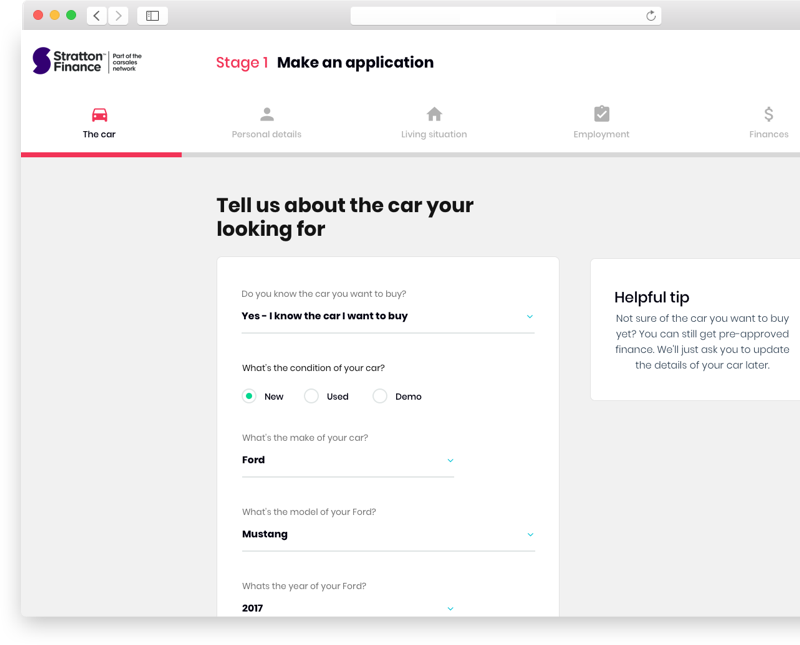 Stratton™
Finance
Part of the
carsales
network
Stage 1 Make an application
The car
Personal details
Living situation
Employment
Finances
Tell us about the car your
looking for
Do you know the car you want to buy?
Yes - I know the car I want to buy
What's the condition of your car?
New
Used
Demo
What's the make of your car?
Ford
What's the model of your Ford?
Mustang
Whats the year of your Ford?
2017
Helpful tip
Not sure of the car you want to buy
yet? You can still get pre-approved
finance. We'll just ask you to update
the details of your car later.